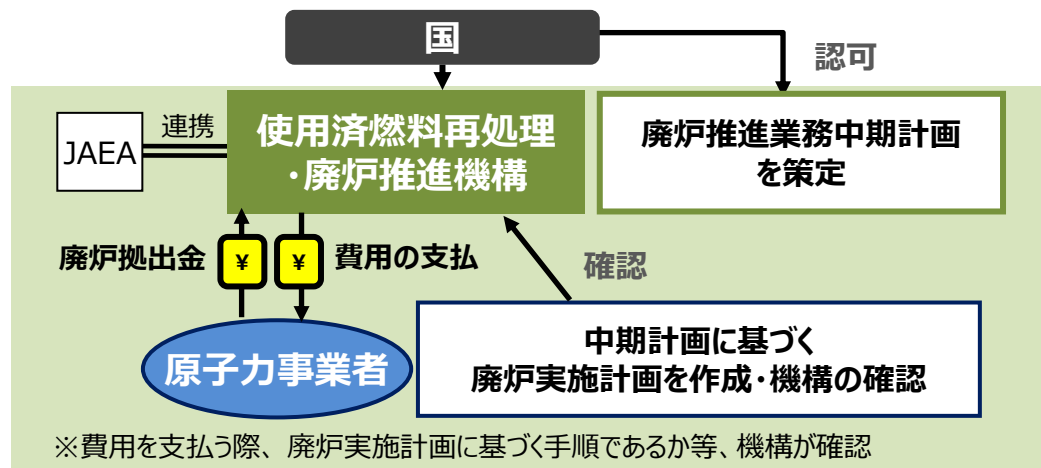 国
認可
JAEA
連携
使用済燃料再処理
・廃炉推進機構
廃炉推進業務中期計画
を策定
廃炉拠出金
¥
¥
費用の支払
確認
原子力事業者
中期計画に基づく
廃炉実施計画を作成・機構の確認
※費用を支払う際、廃炉実施計画に基づく手順であるか等、機構が確認